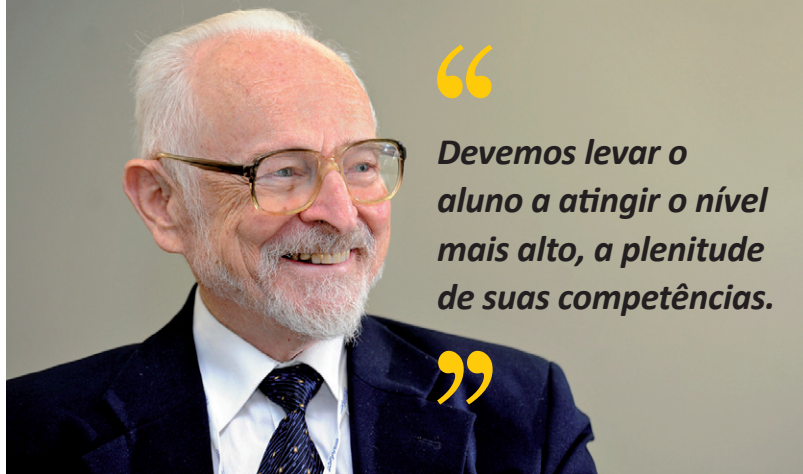 “
Devemos levar o
aluno a atingir o nível
mais alto, a plenitude
de suas competências.
”